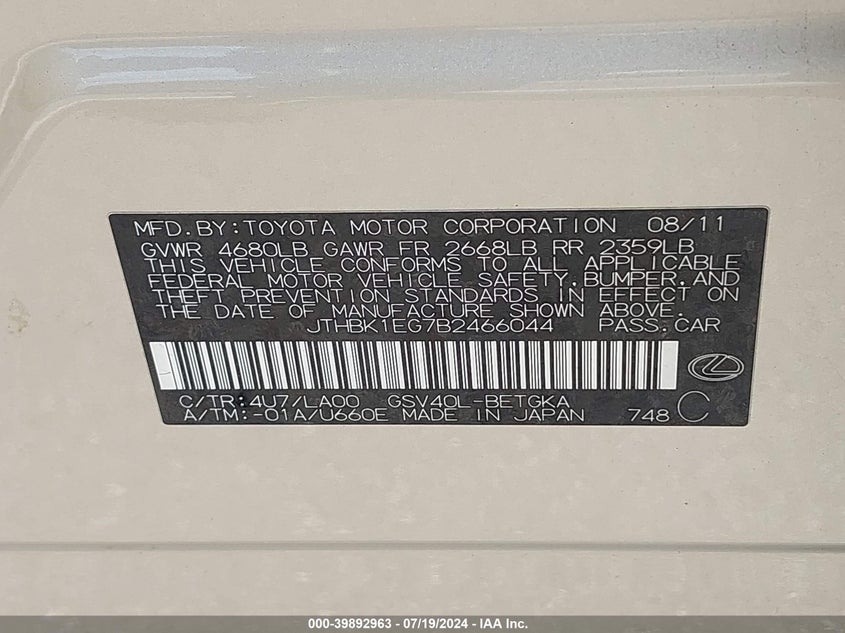 MFD.BY:TOYOTA MOTOR CORPORATION 08/11
GVWR 4680LB GAWR FR 2668LB RR 2359LB
THIS VEHICLE CONFORMS TO ALL APPLICABLE
FEDERAL MOTOR VEHICLE SAFETY,BUMPER,AND
THEFT PREVENTION STANDARDS IN EFFECT ON
THE DATE OF MANUFACTURE SHOWN ABOVE.
JTHBK1EG7B2466044 PASS.CAR
C/TR:4U7/LA00 GSV40L-BETGKA
A/TM:-01A/U660E MADE IN JAPAN 748 C
000-39892963 - 07/19/2024 - IAA Inc.